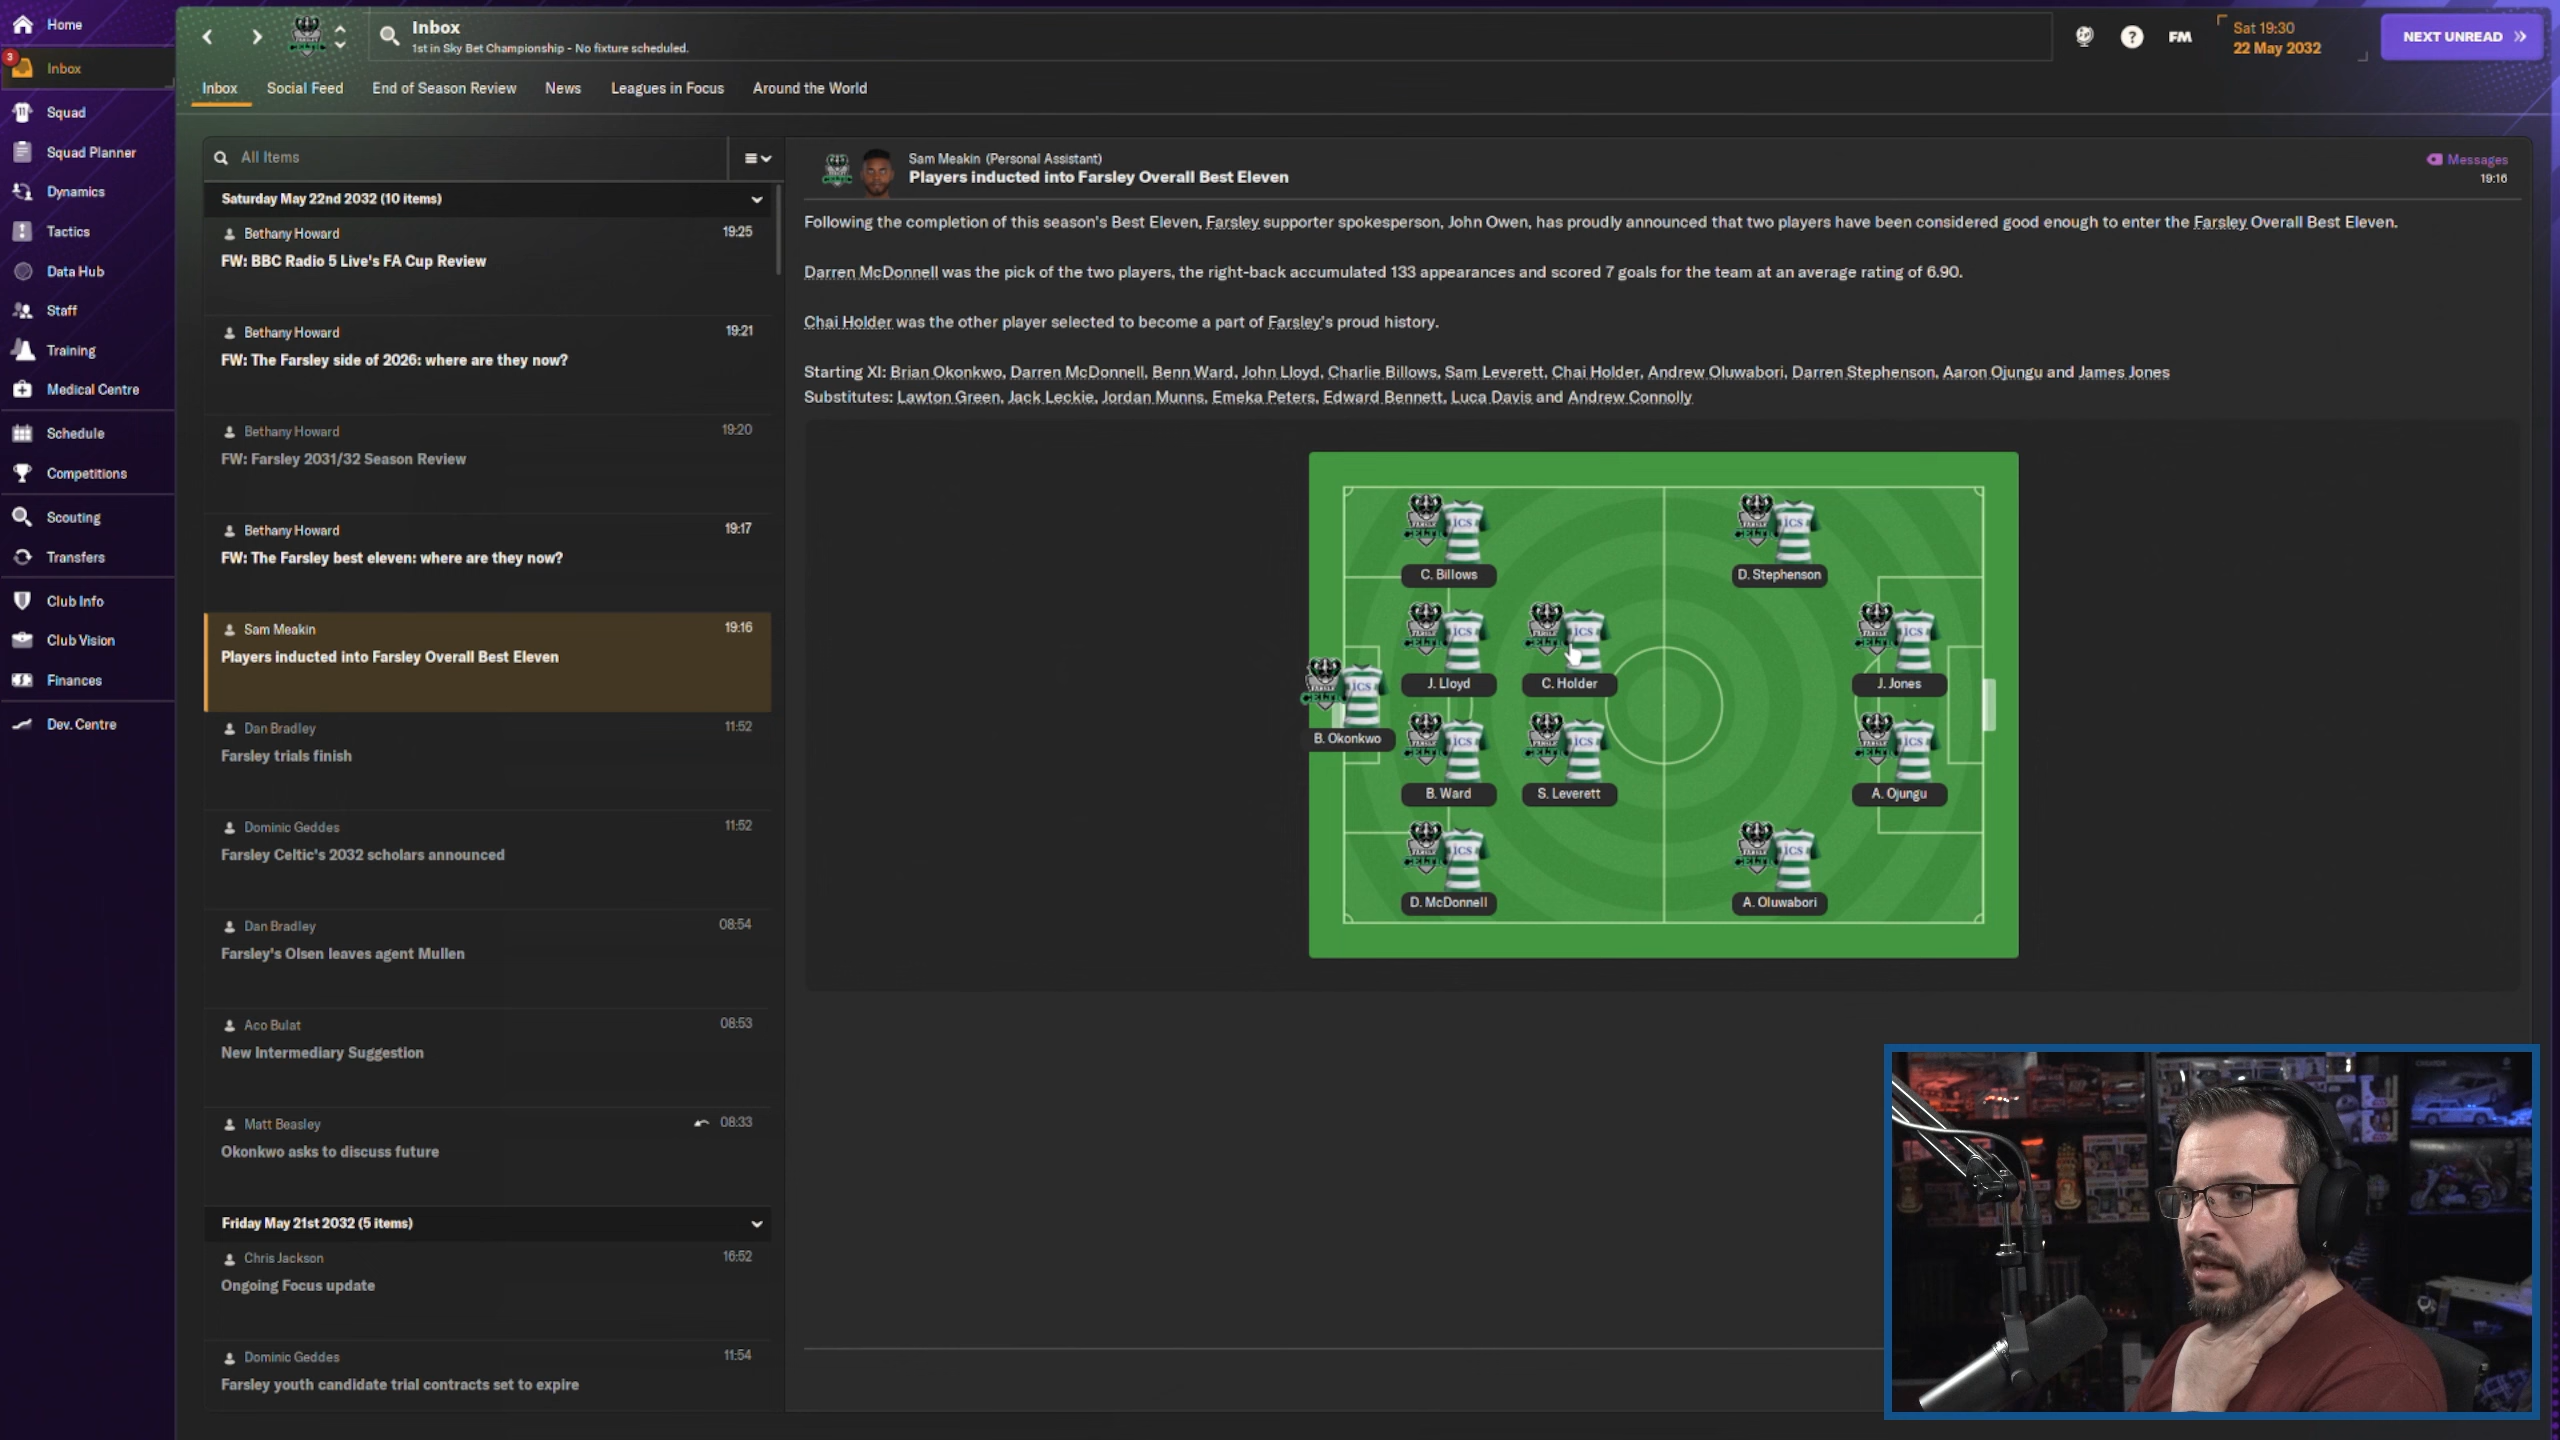 Home
3
Inbox
Squad
Squad Planner
Dynamics
Tactics
Data Hub
Staff
Training
Medical Centre
Schedule
Competitions
Scouting
Transfers
Club Info
Club Vision
Finances
Dev. Centre
Inbox
1st in Sky Bet Championship - No fixture scheduled.
FM
Sat 19:30
22 May 2032
NEXT UNREAD
Inbox
Social Feed
End of Season Review
News
Leagues in Focus
Around the World
All Items
Saturday May 22nd 2032 (10 items)
Bethany Howard 19:25
FW: BBC Radio 5 Live's FA Cup Review
Bethany Howard 19:21
FW: The Farsley side of 2026: where are they now?
Bethany Howard 19:20
FW: Farsley 2031/32 Season Review
Bethany Howard 19:17
FW: The Farsley best eleven: where are they now?
Sam Meakin 19:16
Players inducted into Farsley Overall Best Eleven
Dan Bradley 11:52
Farsley trials finish
Dominic Geddes 11:52
Farsley Celtic's 2032 scholars announced
Dan Bradley 08:54
Farsley's Olsen leaves agent Mullen
Aco Bulat 08:53
New Intermediary Suggestion
Matt Beasley 08:33
Okonkwo asks to discuss future
Friday May 21st 2032 (5 items)
Chris Jackson 16:52
Ongoing Focus update
Dominic Geddes 11:54
Farsley youth candidate trial contracts set to expire
Sam Meakin (Personal Assistant)
Players inducted into Farsley Overall Best Eleven
Messages
19:16
Following the completion of this season's Best Eleven, Farsley supporter spokesperson, John Owen, has proudly announced that two players have been considered good enough to enter the Farsley Overall Best Eleven.
Darren McDonnell was the pick of the two players, the right-back accumulated 133 appearances and scored 7 goals for the team at an average rating of 6.90.
Chai Holder was the other player selected to become a part of Farsley's proud history.
Starting XI: Brian Okonkwo, Darren McDonnell, Benn Ward, John Lloyd, Charlie Billows, Sam Leverett, Chai Holder, Andrew Oluwabori, Darren Stephenson, Aaron Ojungu and James Jones
Substitutes: Lawton Green, Jack Leckie, Jordan Munns, Emeka Peters, Edward Bennett, Luca Davis and Andrew Connolly
C. Billows
D. Stephenson
J. Lloyd
C. Holder
J. Jones
B. Okonkwo
B. Ward
S. Leverett
A. Ojungu
D. McDonnell
A. Oluwabori